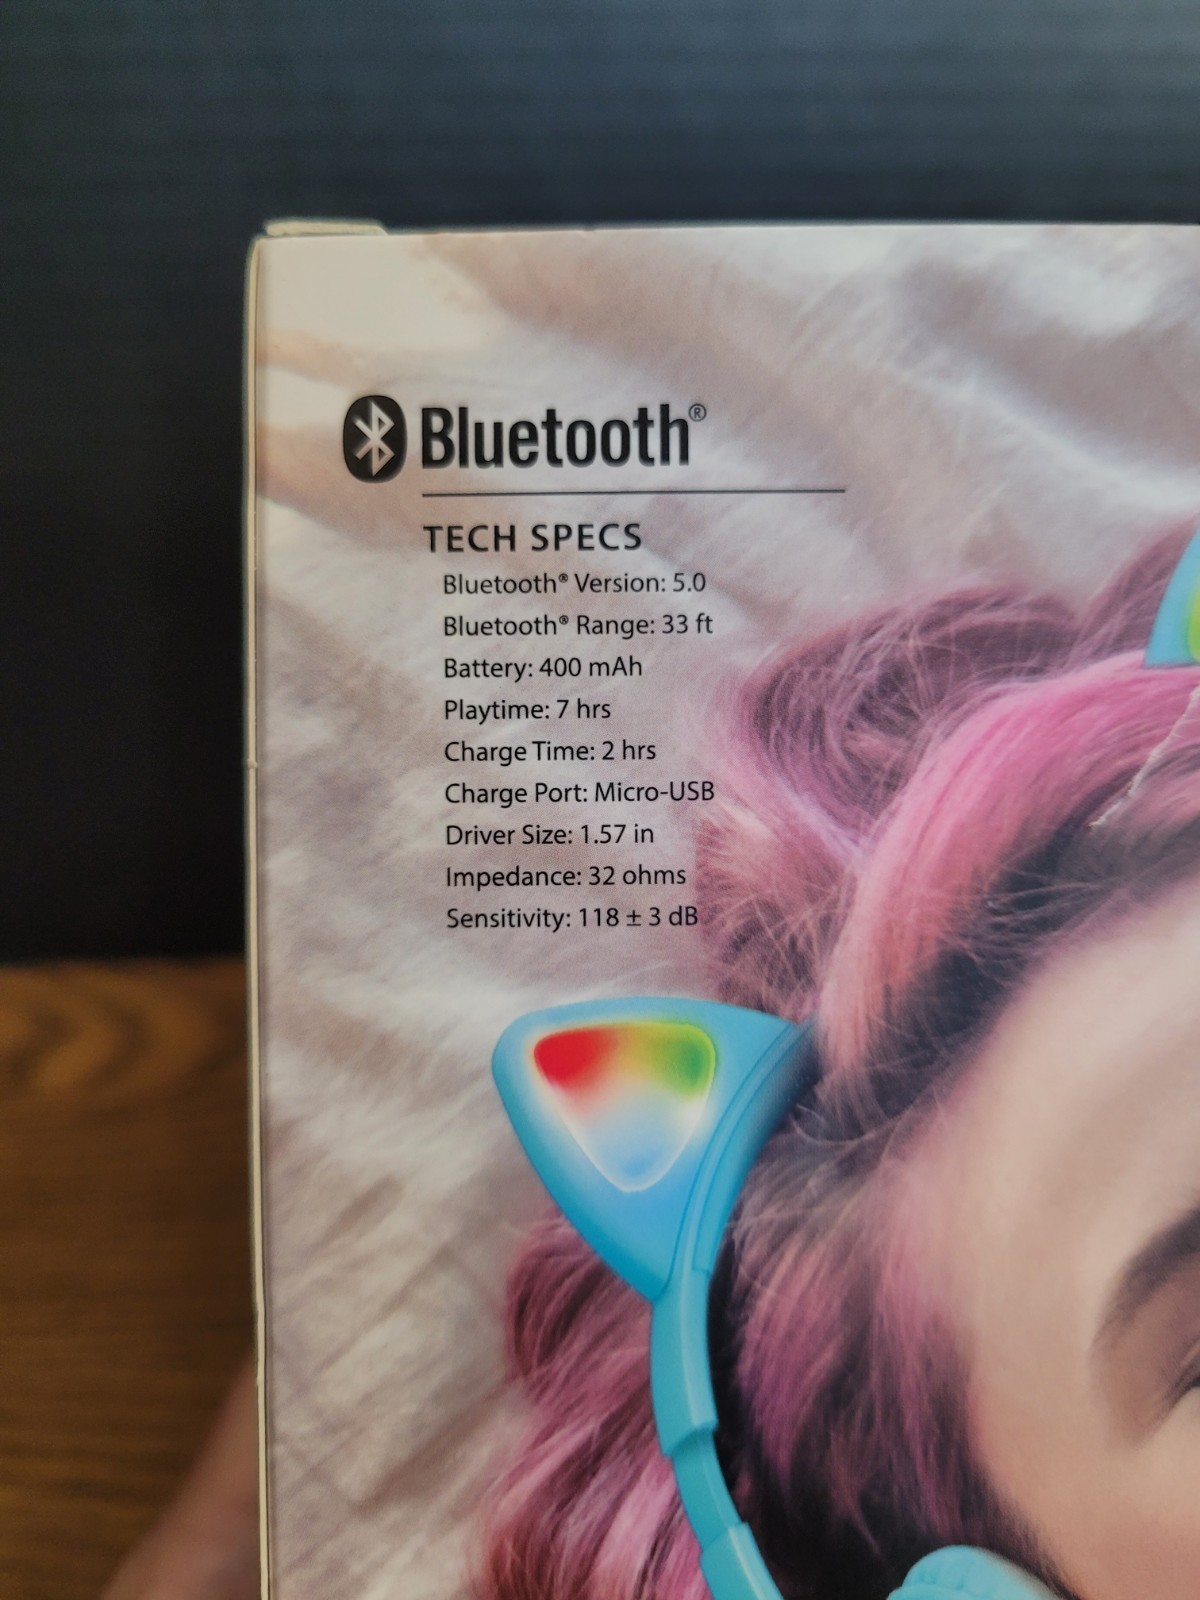 Bluetooth®
TECH SPECS
Bluetooth® Version: 5.0
Bluetooth® Range: 33 ft
Battery: 400 mAh
Playtime: 7 hrs
Charge Time: 2 hrs
Charge Port: Micro-USB
Driver Size: 1.57 in
Impedance: 32 ohms
Sensitivity: 118 ± 3 dB